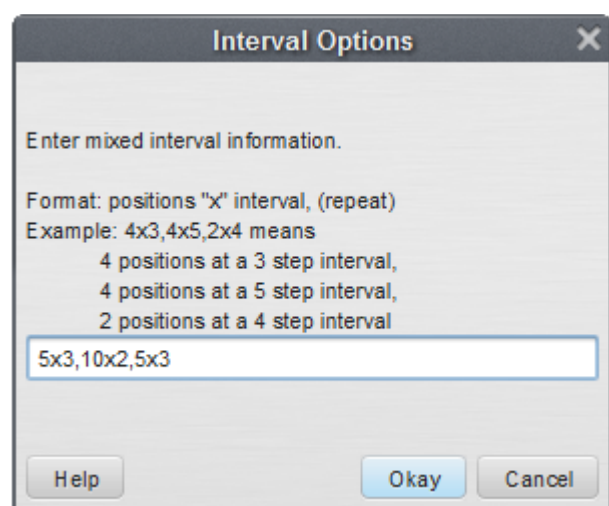 Interval Options
Enter mixed interval information.
Format: positions "x" interval, (repeat)
Example: 4x3,4x5,2x4 means
4 positions at a 3 step interval,
4 positions at a 5 step interval,
2 positions at a 4 step interval
5x3,10x2,5x3
Help Okay Cancel